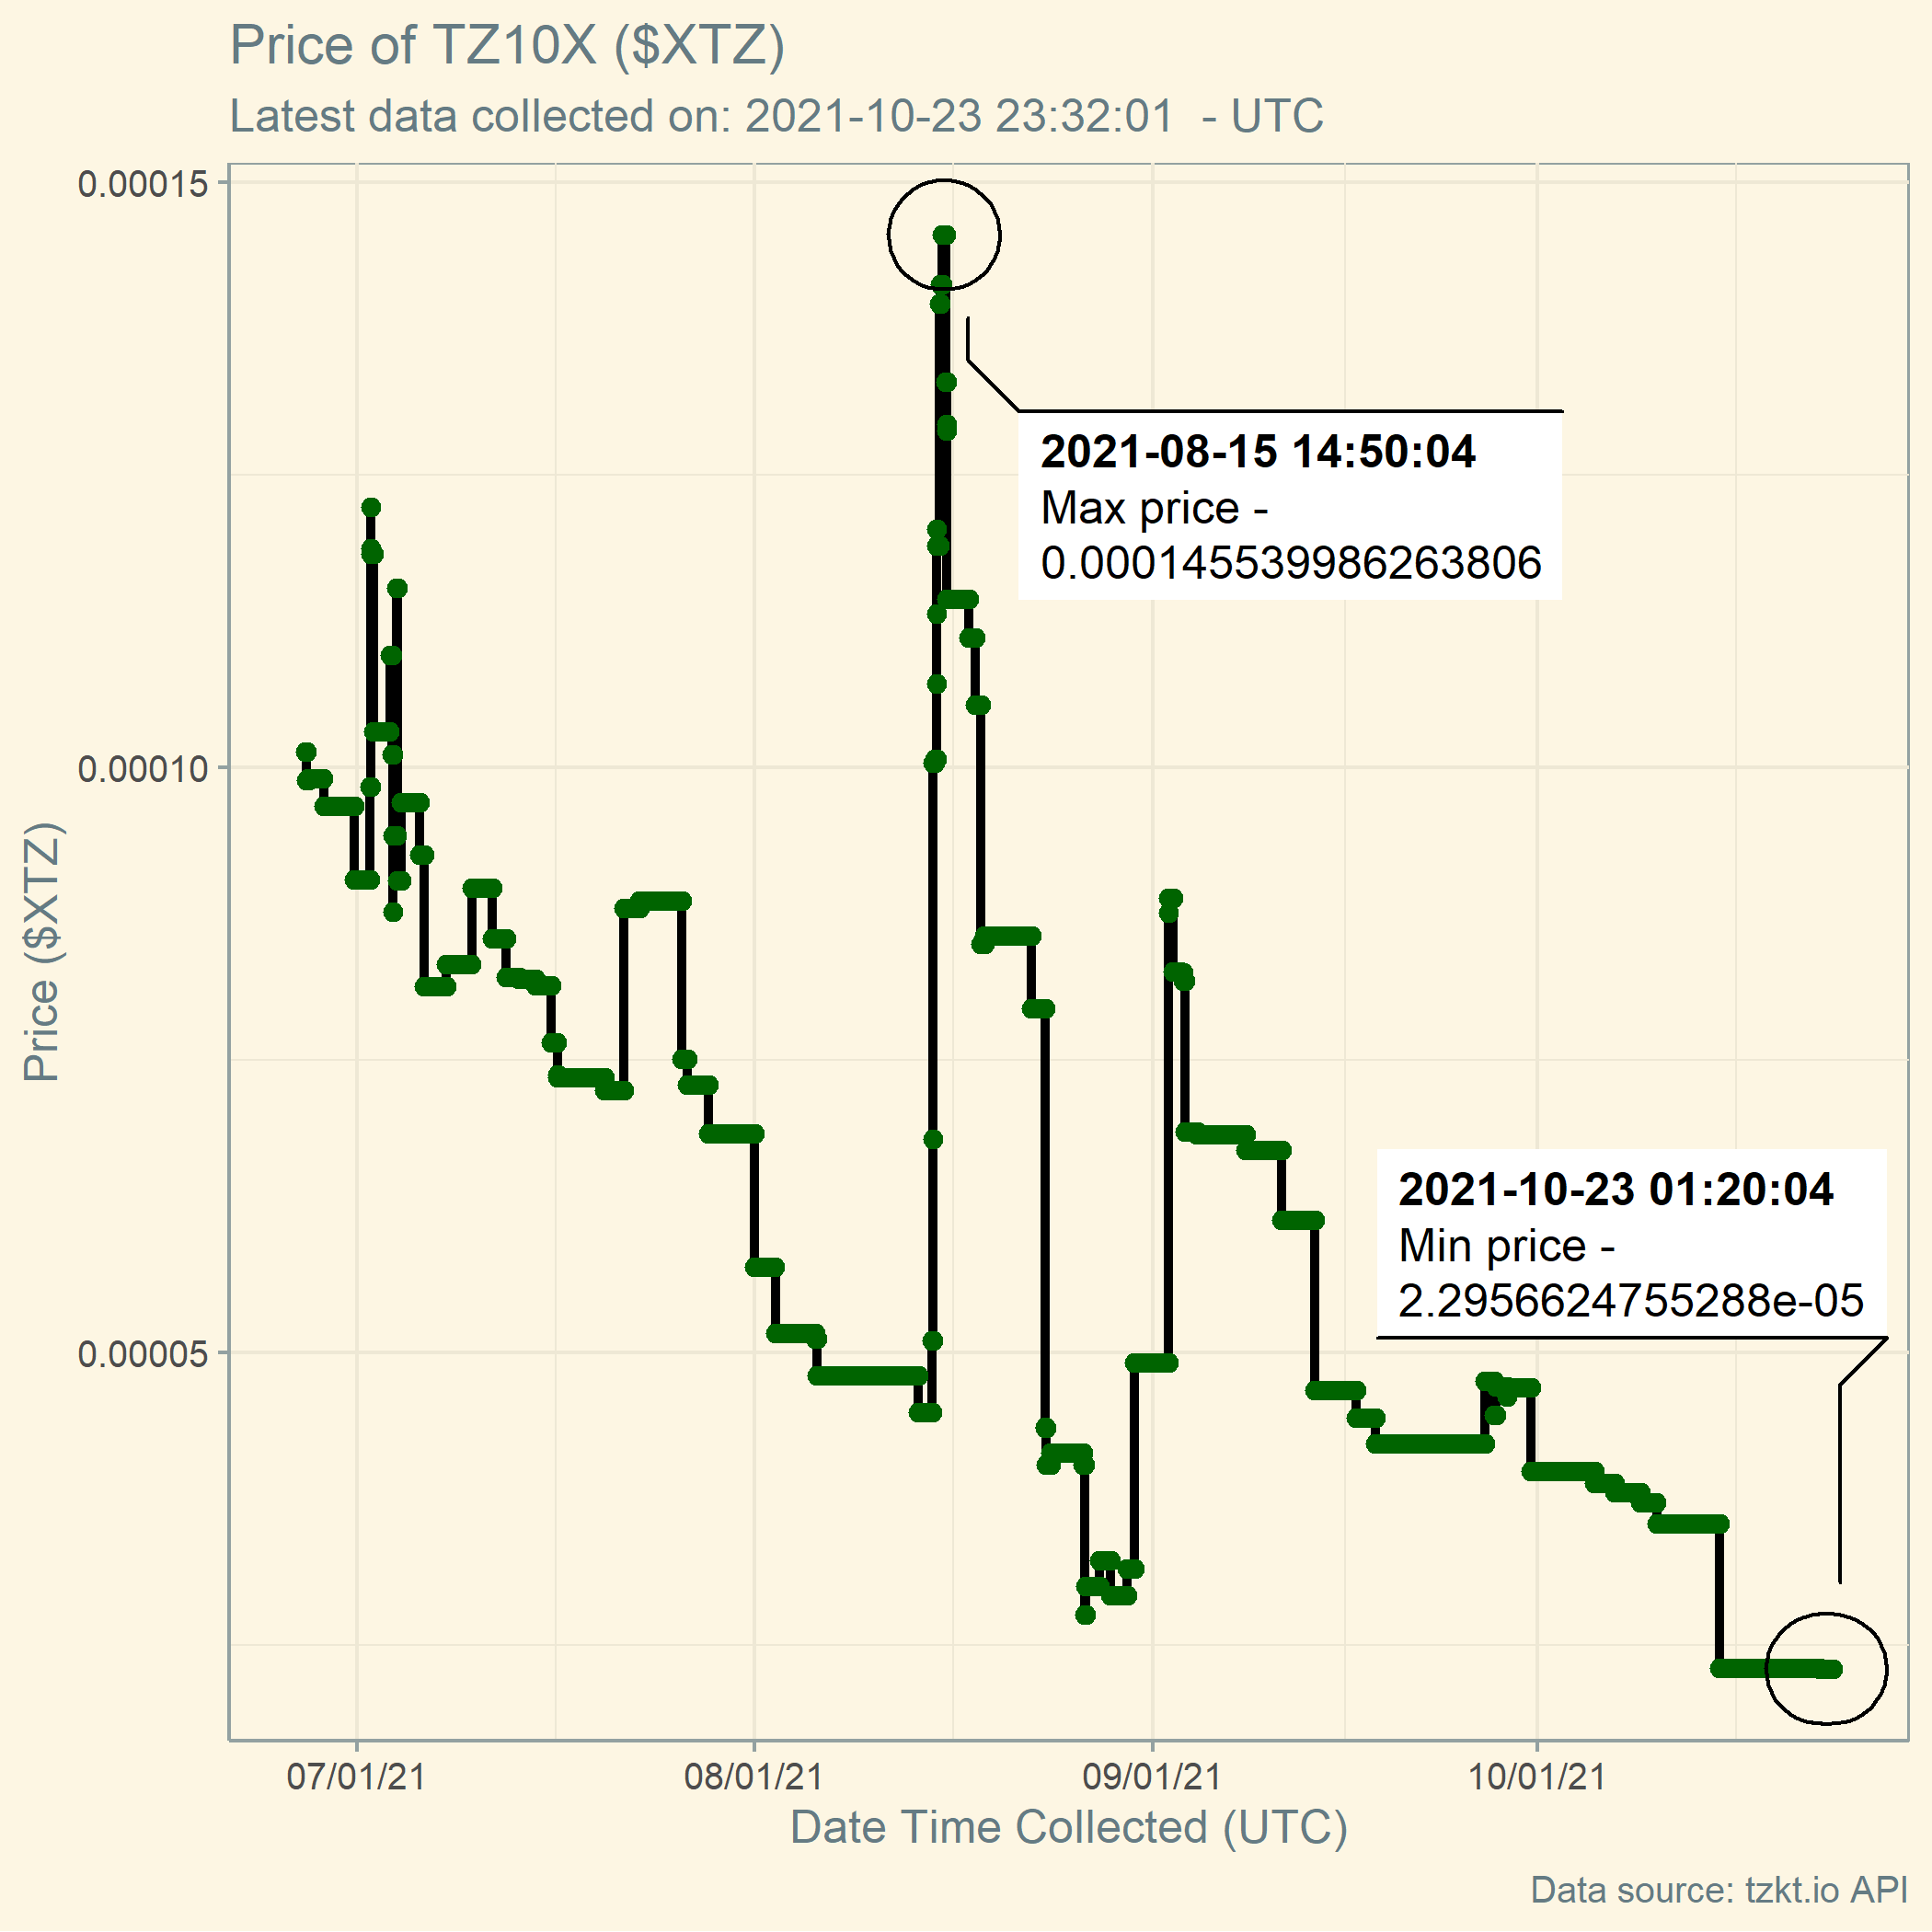 Price of TZ10X ($XTZ)
Latest data collected on: 2021-10-23 23:32:01  - UTC
0.00015
2021-08-15 14:50:04
Max price -
0.000145539986263806
0.00010
Price ($XTZ)
2021-10-23 01:20:04
Min price -
2.2956624755288e-05
0.00005
07/01/21 08/01/21 09/01/21 10/01/21
Date Time Collected (UTC)
Data source: tzkt.io API